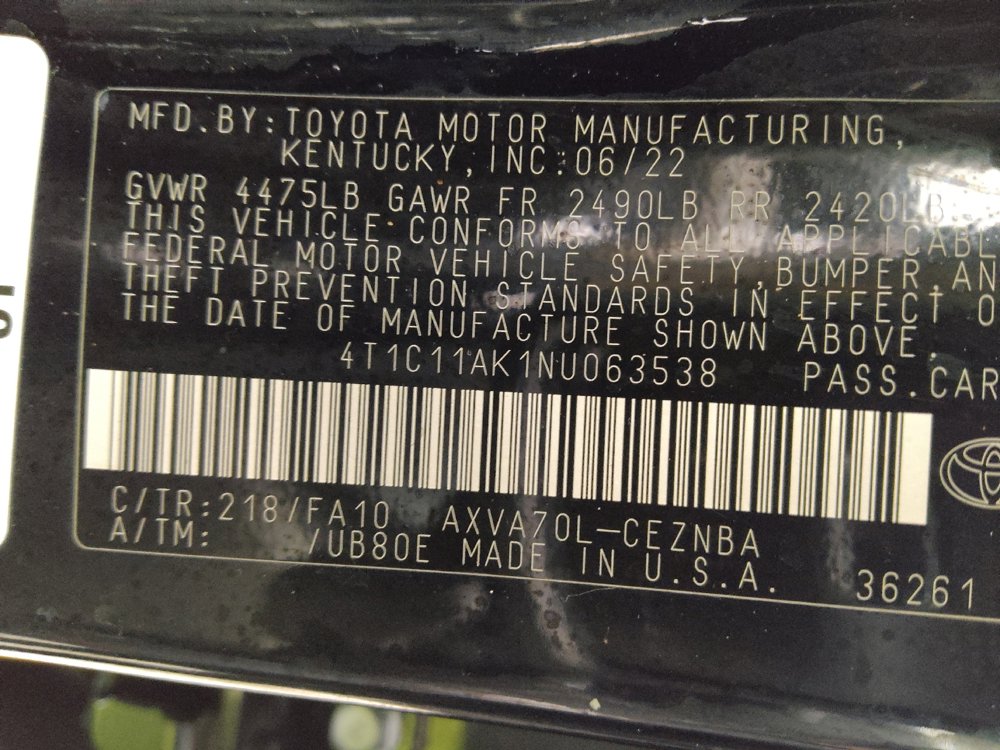 MFD.BY:TOYOTA MOTOR MANUFACTURING,
KENTUCKY,INC:06/22
GVWR 4475LB GAWR FR 2490LB RR 2420LB
THIS VEHICLE CONFORMS TO ALL APPLICABL
FEDERAL MOTOR VEHICLE SAFETY,BUMPER,AN
THEFT PREVENTION STANDARDS IN EFFECT O
THE DATE OF MANUFACTURE SHOWN ABOVE.
4T1C11AK1NU063538 PASS.CAR
C/TR:218/FA10 AXVA70L-CEZNBA
A/TM: /UB80E MADE IN U.S.A. 36261